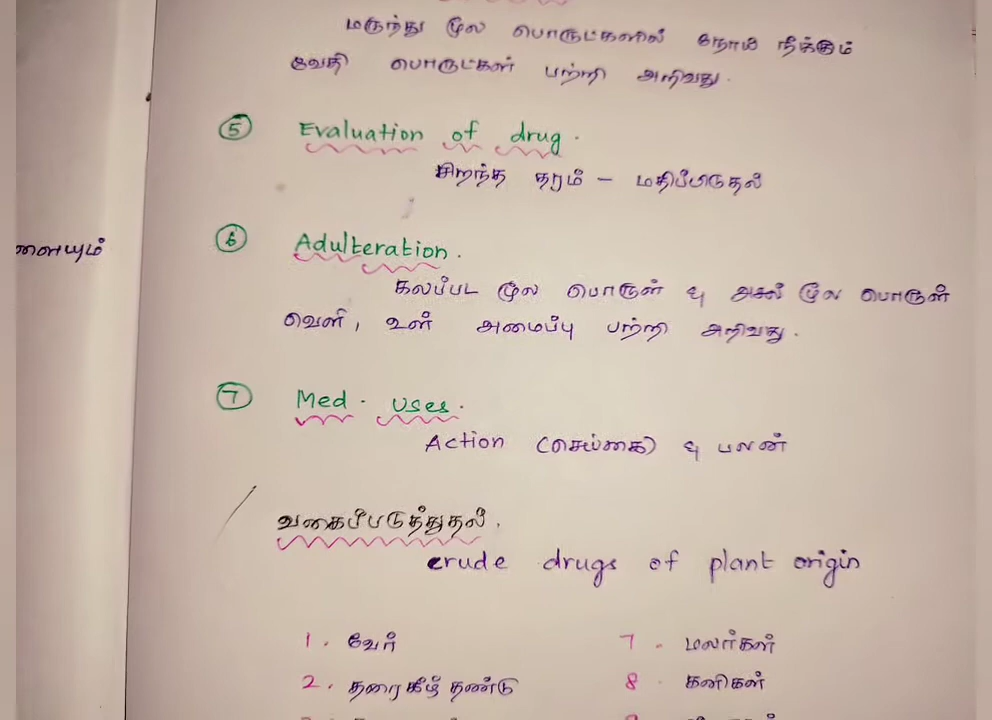 மருந்து மூல பொருட்களில் நோய் நீக்கும்
வேதி பொருட்கள் பற்றி அறிவது.
⑤ Evaluation of drug.
சிறந்த தரம் - மதிப்பிடுதல்
ளையும்
⑥ Adulteration.
கலப்பட மூல பொருள் & அசல் மூல பொருள்
வெளி, உள் அமைப்பு பற்றி அறிவது.
⑦ Med. uses.
Action (செய்கை) & பலன்
வகைப்படுத்துதல்.
crude drugs of plant origin
1. வேர் 7. மலர்கள்
2. தரைகீழ் தண்டு 8 கனிகள்